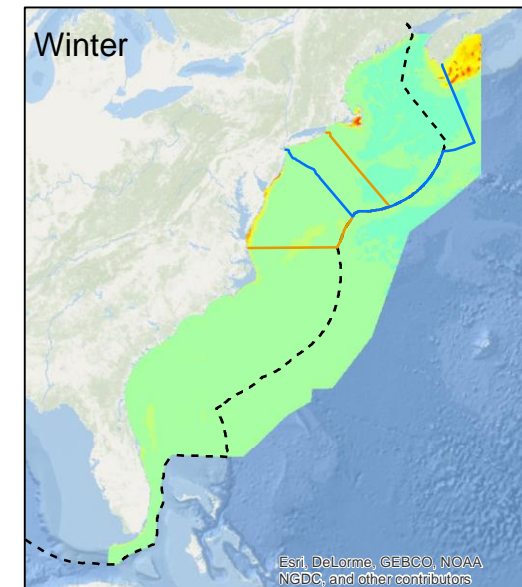 Winter
Esri, DeLorme, GEBCO, NOAA
NGDC, and other contributors